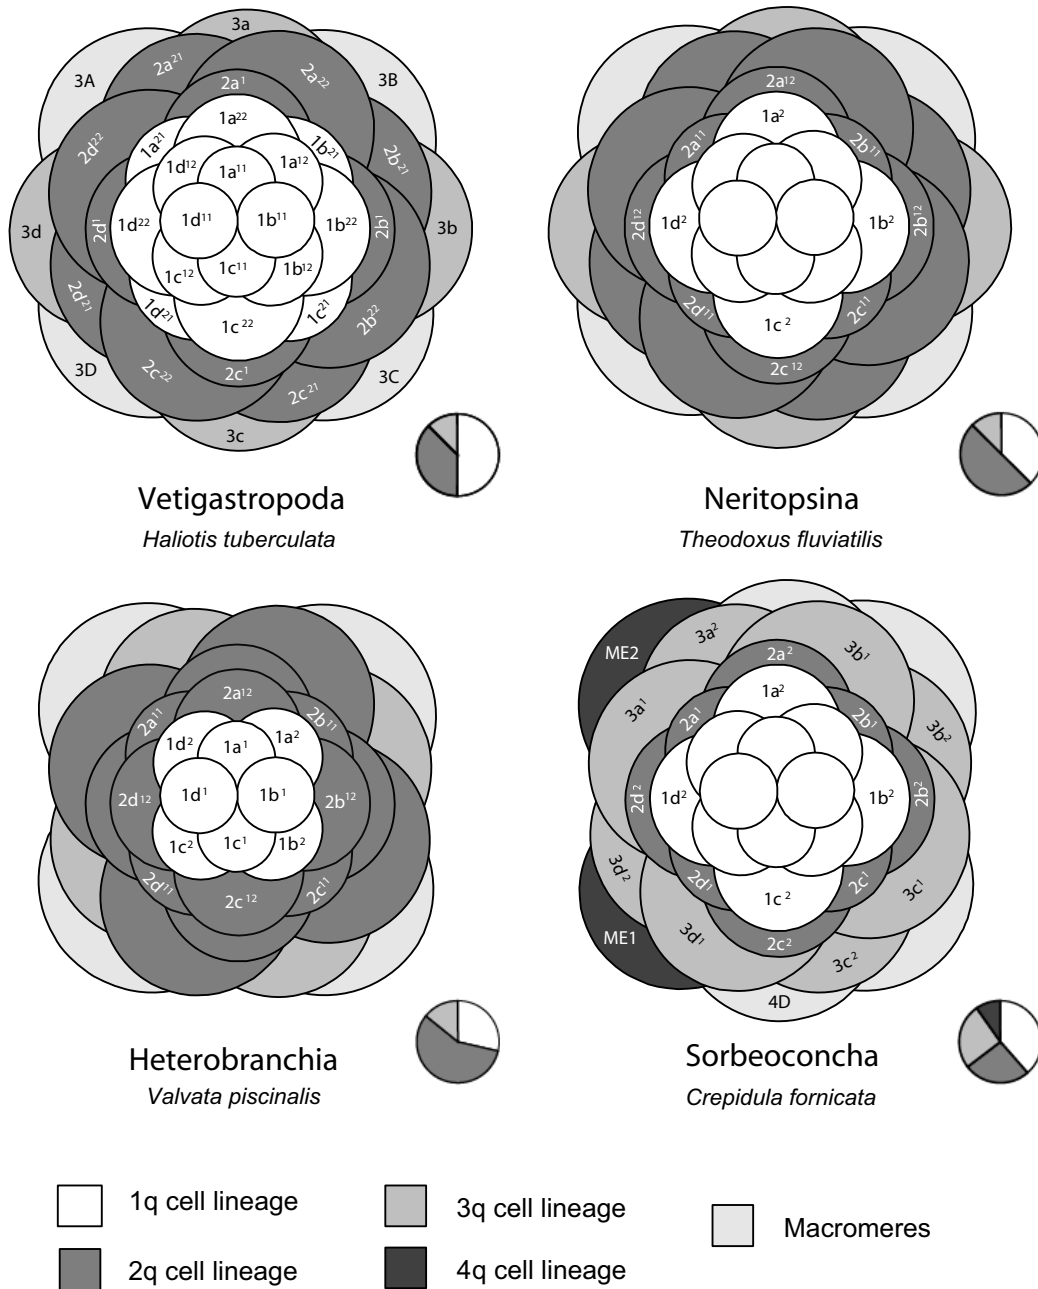 3a
3A 2a²¹ 2a²² 3B
2a¹
1a²²
1a²¹ 1b²¹
2d²² 1d¹² 1a¹¹ 1a¹² 2b²¹
3d 2d¹ 1d²² 1d¹¹ 1b¹¹ 1b²² 2b¹ 3b
1c¹² 1c¹¹ 1b¹²
2d²¹ 1d²¹ 1c²² 1c²¹ 2b²²
3D 2c²² 2c¹ 2c²¹ 3C
3c
Vetigastropoda
Haliotis tuberculata
2a¹²
1a²
2a¹¹ 2b¹¹
2d¹² 1d² 1b² 2b¹²
2d¹¹ 1c² 2c¹¹
2c¹²
Neritopsina
Theodoxus fluviatilis
2a¹²
2a¹¹ 2b¹¹
1d² 1a¹ 1a²
2d¹² 1d¹ 1b¹ 2b¹²
1c² 1c¹ 1b²
2d¹¹ 2c¹¹
2c¹²
Heterobranchia
Valvata piscinalis
ME2 3a² 2a² 3b¹
1a²
3a¹ 2a¹ 2b¹ 3b²
2d² 1d² 1b² 2b²
3d² 2d¹ 1c² 2c¹ 3c¹
ME1 3d¹ 2c² 3c²
4D
Sorbeoconcha
Crepidula fornicata
1q cell lineage
2q cell lineage
3q cell lineage
4q cell lineage
Macromeres